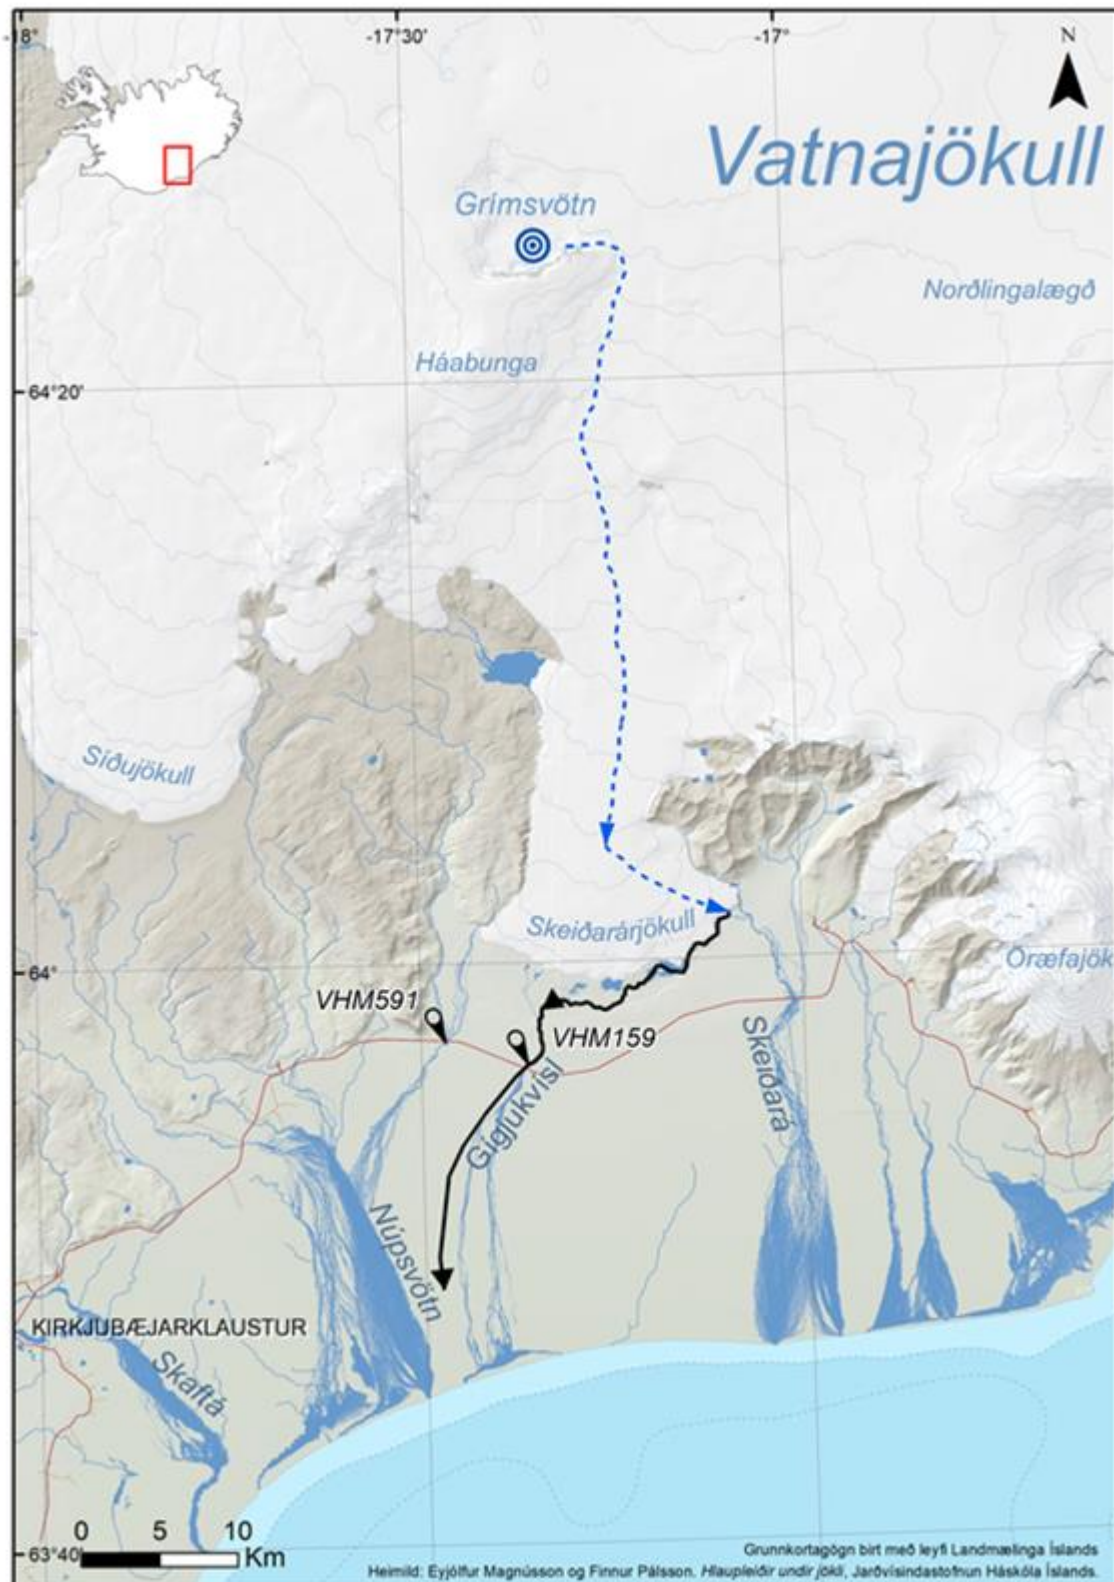 -18°
-17°30'
-17°
N
Vatnajökull
Grímsvötn
Norðlingalægð
Háabunga
64°20'
Síðujökull
Skeiðarárjökull
Öræfajök
64°
VHM591
VHM159
Skeiðará
Gígjukvísl
Núpsvötn
KIRKJUBÆJARKLAUSTUR
Skaftá
0 5 10
Km
63°40'
Grunnkortagögn birt með leyfi Landmælinga Íslands
Heimild: Eyjólfur Magnússon og Finnur Pálsson. Hlaupleiðir undir jökli, Jarðvísindastofnun Háskóla Íslands.